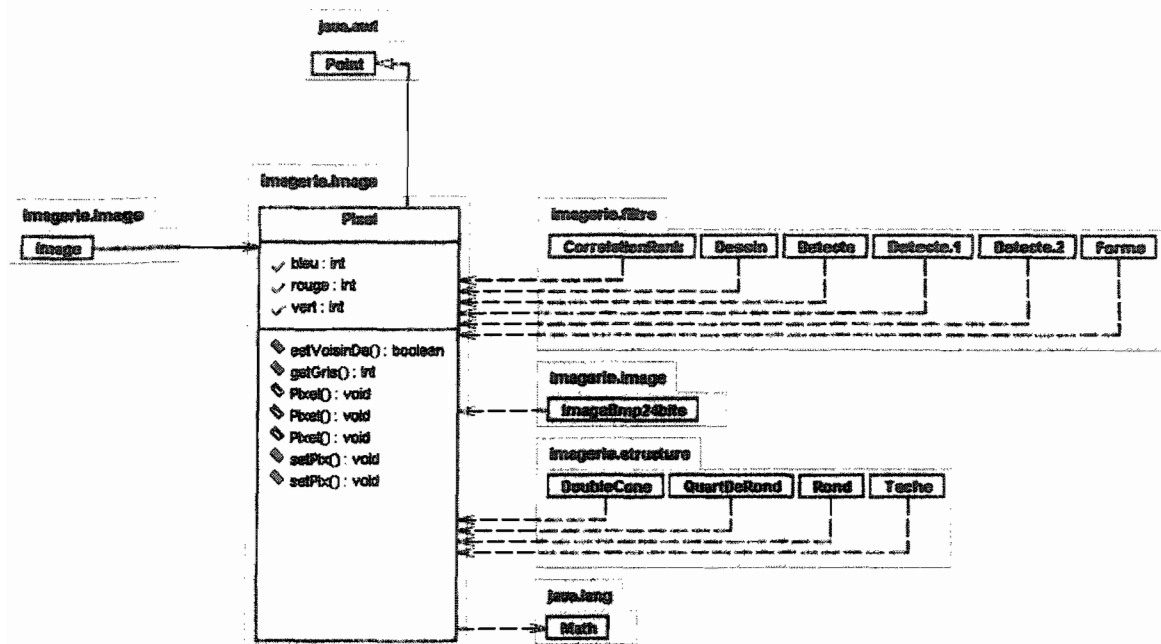 java.awt
Point
imagerie.image
Pixel
bleu : int
rouge : int
vert : int
estVoisinDe() : boolean
getGris() : int
Pixel() : void
Pixel() : void
Pixel() : void
setPix() : void
setPix() : void
imagerie.image
Image
imagerie.filtre
CorrelationRank Dessin Detecte Detecte.1 Detecte.2 Forme
imagerie.image
ImageBmp24bits
imagerie.structure
DoubleCone QuartDeRond Rond Tache
java.lang
Math